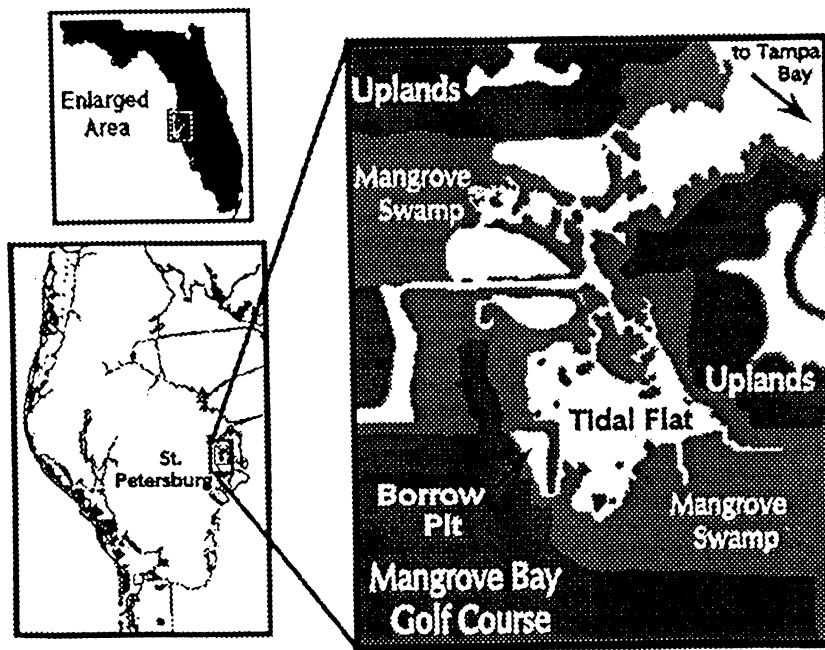 Enlarged
Area
St.
Petersburg
to Tampa
Bay
Uplands
Mangrove
Swamp
Uplands
Tidal Flat
Borrow
Pit
Mangrove
Swamp
Mangrove Bay
Golf Course